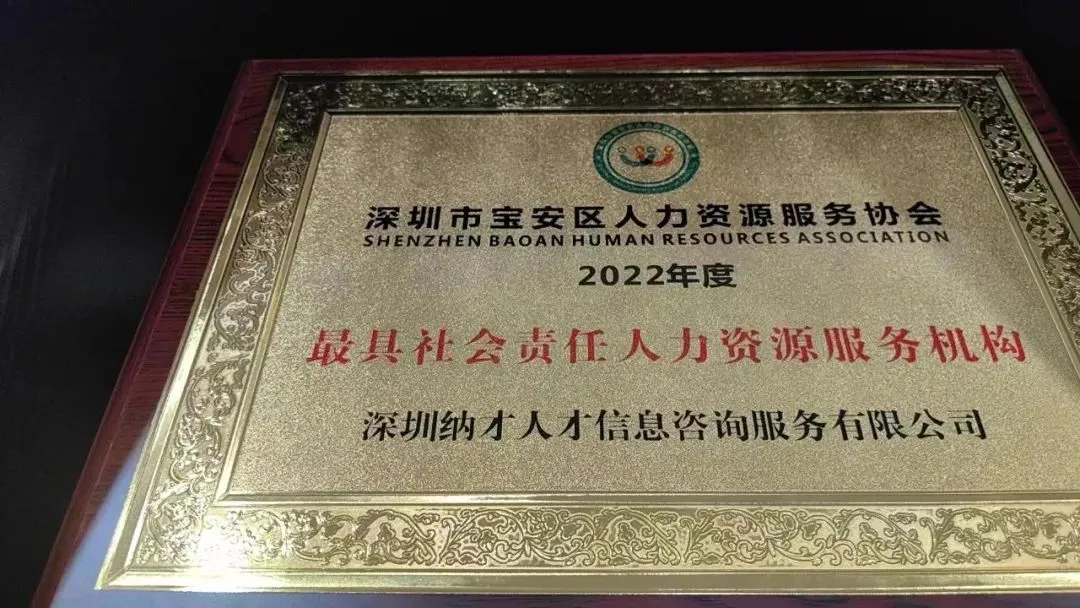 深圳市宝安区人力资源服务协会
SHENZHEN BAOAN HUMAN RESOURCES ASSOCIATION
2022年度
最具社会责任人力资源服务机构
深圳纳才人才信息咨询服务有限公司